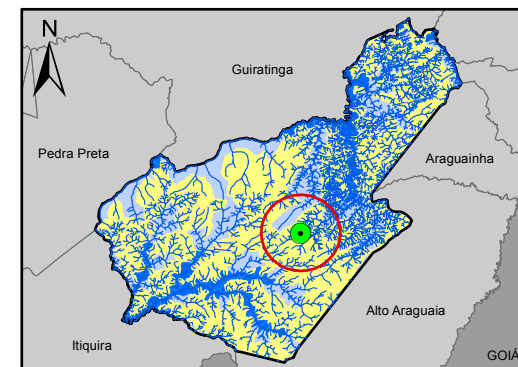 N
Guiratinga
Pedra Preta
Araguainha
Alto Araguaia
Itiquira
GOIÁ